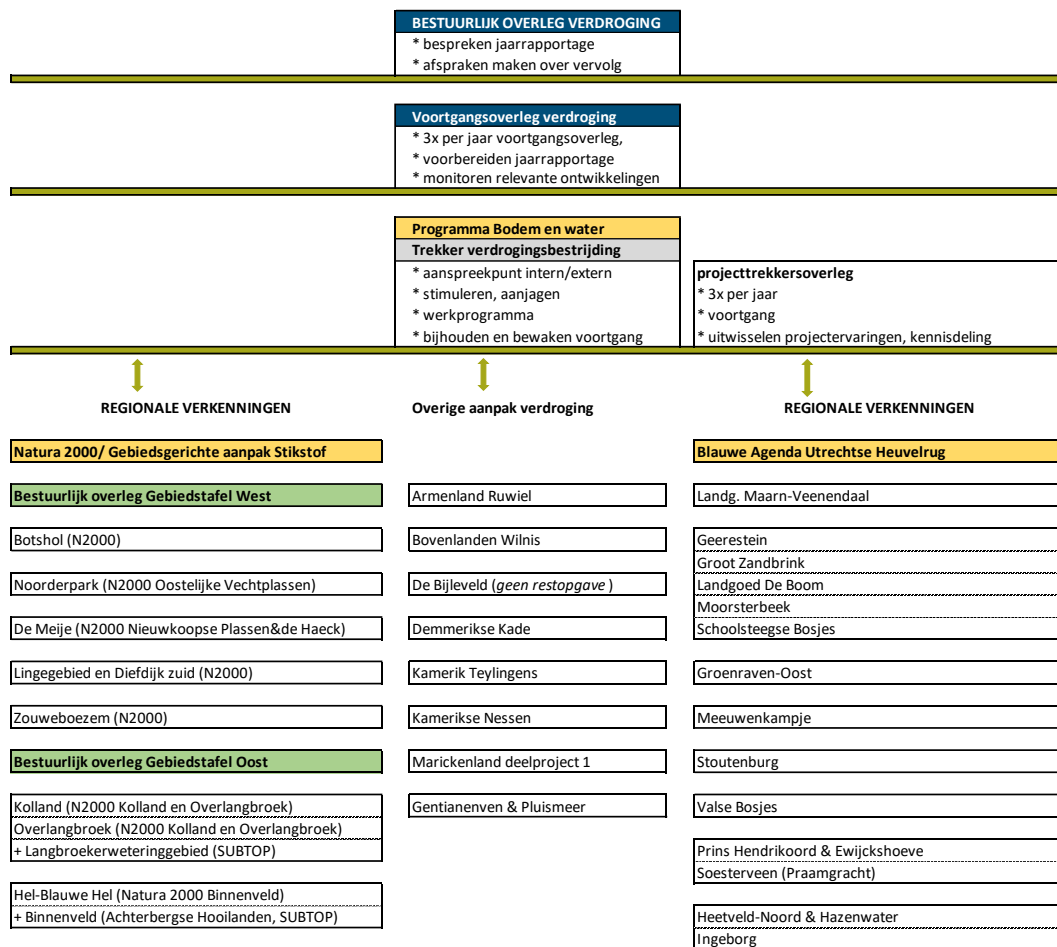 BESTUURLIJK OVERLEG VERDROGING
* bespreken jaarrapportage
* afspraken maken over vervolg
Voortgangsoverleg verdroging
* 3x per jaar voortgangsoverleg,
* voorbereiden jaarrapportage
* monitoren relevante ontwikkelingen
Programma Bodem en water
Trekker verdrogingsbestrijding
* aanspreekpunt intern/extern
* stimuleren, aanjagen
* werkprogramma
* bijhouden en bewaken voortgang
projecttrekkersoverleg
* 3x per jaar
* voortgang
* uitwisselen projectervaringen, kennisdeling
REGIONALE VERKENNINGEN
Natura 2000/ Gebiedsgerichte aanpak Stikstof
Bestuurlijk overleg Gebiedstafel West
Botshol (N2000)
Noorderpark (N2000 Oostelijke Vechtplassen)
De Meije (N2000 Nieuwkoopse Plassen&de Haeck)
Lingegebied en Diefdijk zuid (N2000)
Zouweboezem (N2000)
Bestuurlijk overleg Gebiedstafel Oost
Kolland (N2000 Kolland en Overlangbroek)
Overlangbroek (N2000 Kolland en Overlangbroek)
+ Langbroekerweteringgebied (SUBTOP)
Hel-Blauwe Hel (Natura 2000 Binnenveld)
+ Binnenveld (Achterbergse Hooilanden, SUBTOP)
Overige aanpak verdroging
Armenland Ruwiel
Bovenlanden Wilnis
De Bijleveld (geen restopgave )
Demmerikse Kade
Kamerik Teylingens
Kamerikse Nessen
Marickenland deelproject 1
Gentianenven & Pluismeer
REGIONALE VERKENNINGEN
Blauwe Agenda Utrechtse Heuvelrug
Landg. Maarn-Veenendaal
Geerestein
Groot Zandbrink
Landgoed De Boom
Moorsterbeek
Schoolsteegse Bosjes
Groenraven-Oost
Meeuwenkampje
Stoutenburg
Valse Bosjes
Prins Hendrikoord & Ewijckshoeve
Soesterveen (Praamgracht)
Heetveld-Noord & Hazenwater
Ingeborg